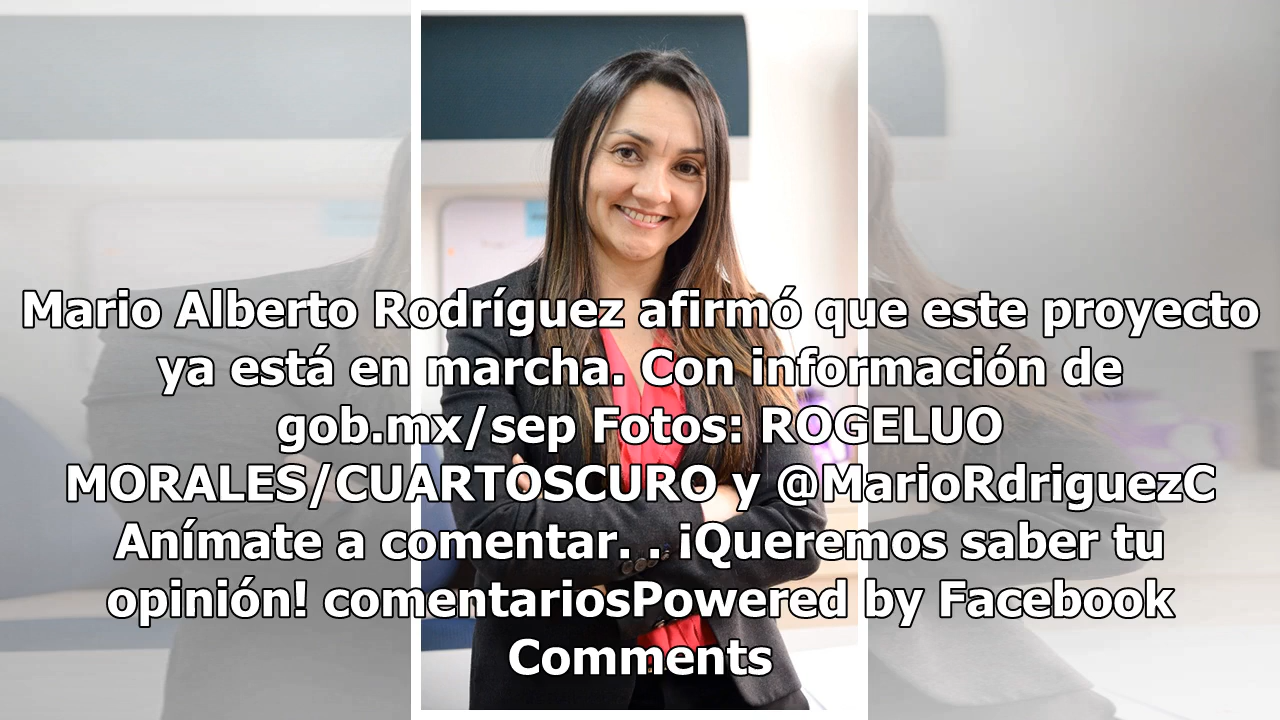 Mario Alberto Rodríguez afirmó que este proyecto
ya está en marcha. Con información de
gob.mx/sep Fotos: ROGELUO
MORALES/CUARTOSCURO y @MarioRdriguezC
Anímate a comentar. . ¡Queremos saber tu
opinión! comentariosPowered by Facebook
Comments